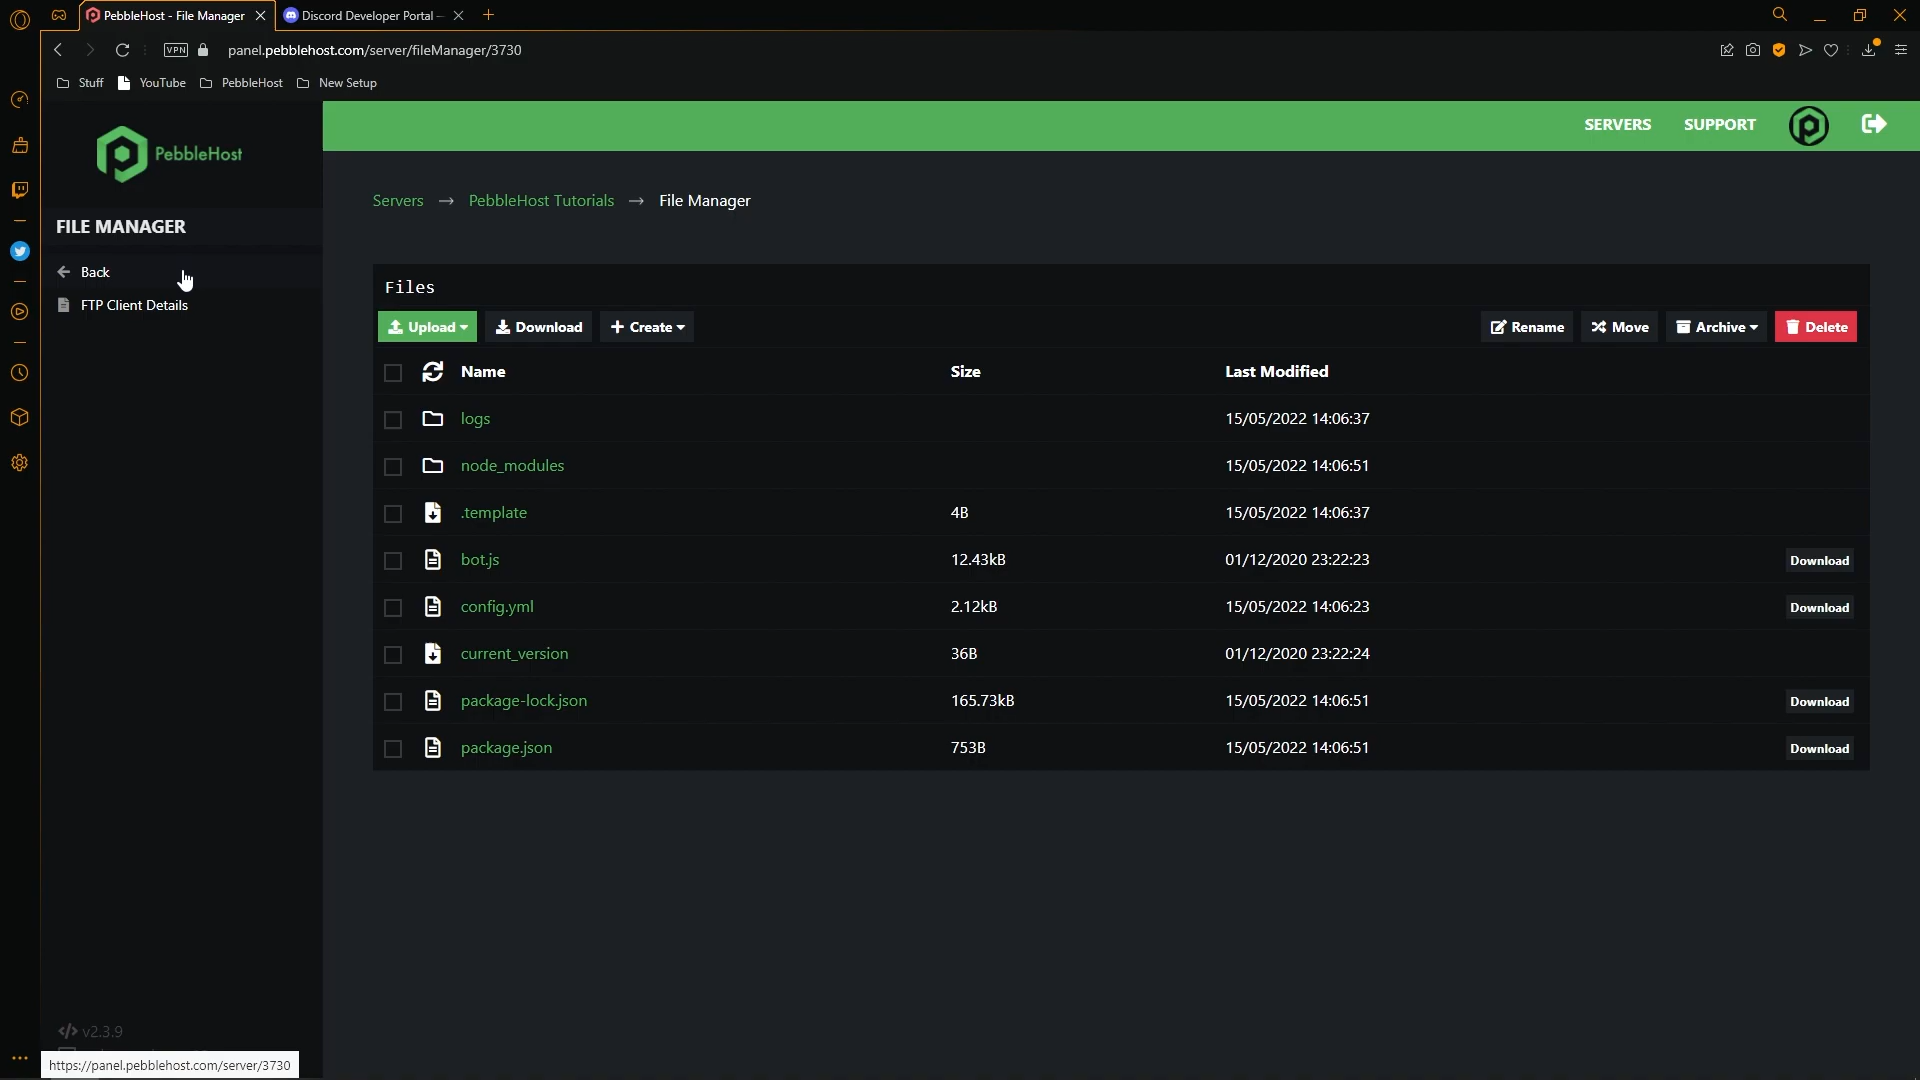 PebbleHost - File Manager
Discord Developer Portal -
VPN
panel.pebblehost.com/server/fileManager/3730
Stuff
YouTube
PebbleHost
New Setup
PebbleHost
SERVERS
SUPPORT
FILE MANAGER
Back
FTP Client Details
Servers → PebbleHost Tutorials → File Manager
Files
Upload
Download
Create
Rename
Move
Archive
Delete
Name Size Last Modified
logs 15/05/2022 14:06:37
node_modules 15/05/2022 14:06:51
.template 4B 15/05/2022 14:06:37
bot.js 12.43kB 01/12/2020 23:22:23 Download
config.yml 2.12kB 15/05/2022 14:06:23 Download
current_version 36B 01/12/2020 23:22:24
package-lock.json 165.73kB 15/05/2022 14:06:51 Download
package.json 753B 15/05/2022 14:06:51 Download
v2.3.9
https://panel.pebblehost.com/server/3730